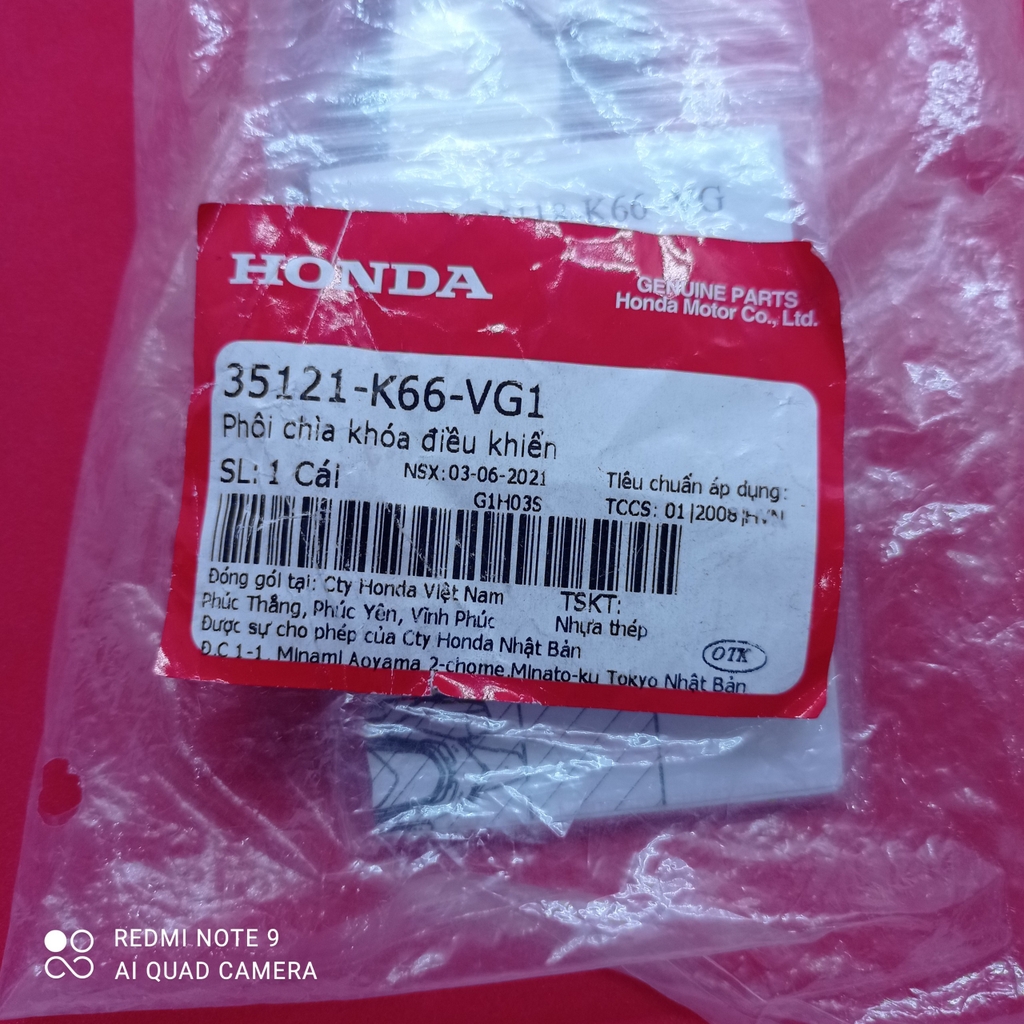 K66-VG
HONDA
GENUINE PARTS
Honda Motor Co., Ltd.
35121-K66-VG1
Phôi chìa khóa điều khiển
SL: 1 Cái
NSX: 03-06-2021
G1H03S
Tiêu chuẩn áp dụng:
TCCS: 01|2008|HVN
Đóng gói tại: Cty Honda Việt Nam
Phúc Thắng, Phúc Yên, Vĩnh Phúc
Được sự cho phép của Cty Honda Nhật Bản
Đ.C 1-1, Minami Aoyama 2-chome,Minato-ku Tokyo Nhật Bản
TSKT:
Nhựa thép
OTK
REDMI NOTE 9
AI QUAD CAMERA